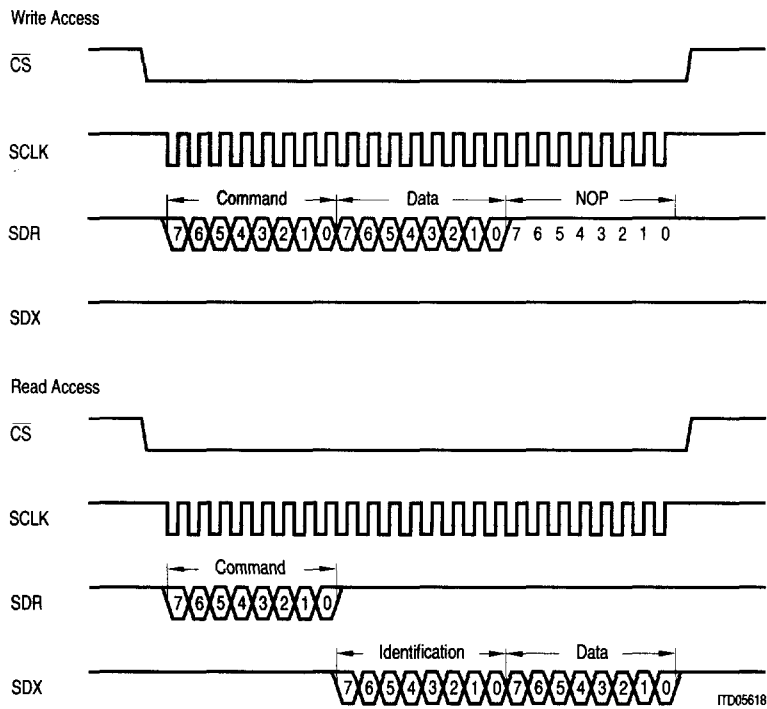 Write Access
CS
SCLK
Command Data NOP
SDR 7 6 5 4 3 2 1 0 7 6 5 4 3 2 1 0 7 6 5 4 3 2 1 0
SDX
Read Access
CS
SCLK
Command
SDR 7 6 5 4 3 2 1 0
Identification Data
SDX 7 6 5 4 3 2 1 0 7 6 5 4 3 2 1 0
ITD05618